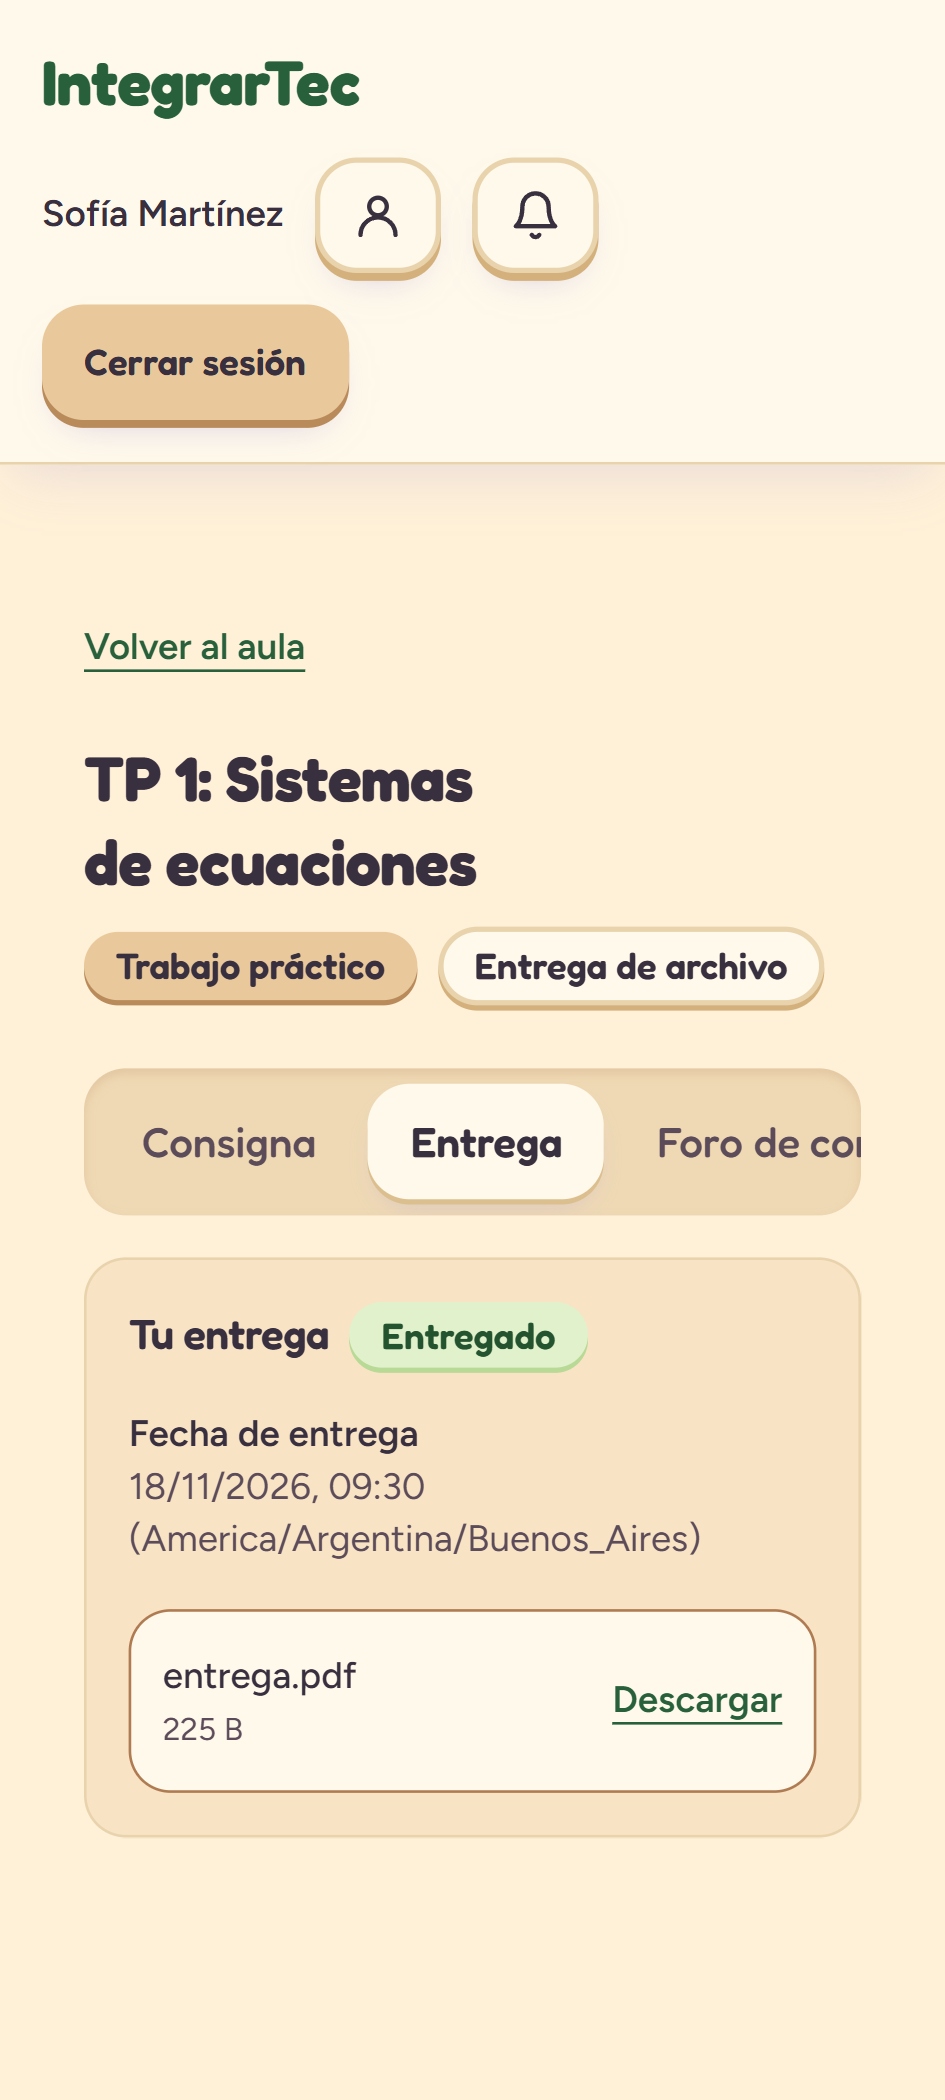 IntegrarTec
Sofía Martínez
Cerrar sesión
Volver al aula
TP 1: Sistemas
de ecuaciones
Trabajo práctico
Entrega de archivo
Consigna
Entrega
Foro de
Tu entrega
Entregado
Fecha de entrega
18/11/2026, 09:30
(America/Argentina/Buenos_Aires)
entrega.pdf
225 B
Descargar